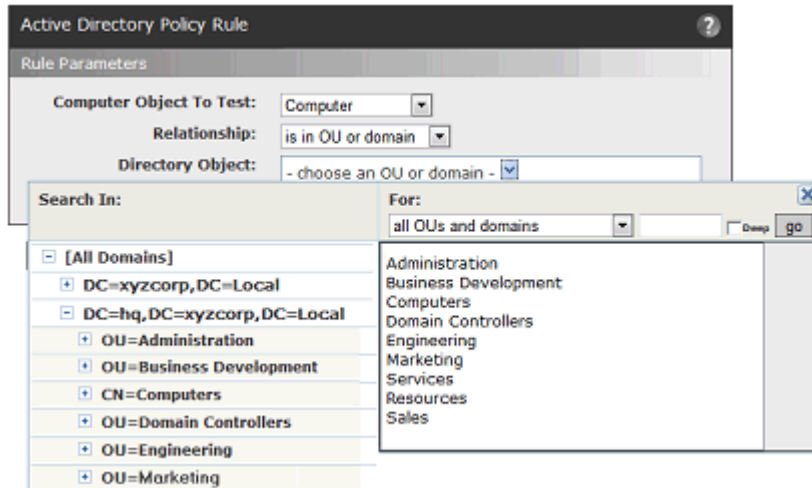 Active Directory Policy Rule ?
Rule Parameters
Computer Object To Test: Computer
Relationship: is in OU or domain
Directory Object: - choose an OU or domain -
Search In:
For:
all OUs and domains Deep go
[All Domains]
DC=xyzcorp,DC=Local
DC=hq,DC=xyzcorp,DC=Local
OU=Administration
OU=Business Development
CN=Computers
OU=Domain Controllers
OU=Engineering
OU=Marketing
Administration
Business Development
Computers
Domain Controllers
Engineering
Marketing
Services
Resources
Sales